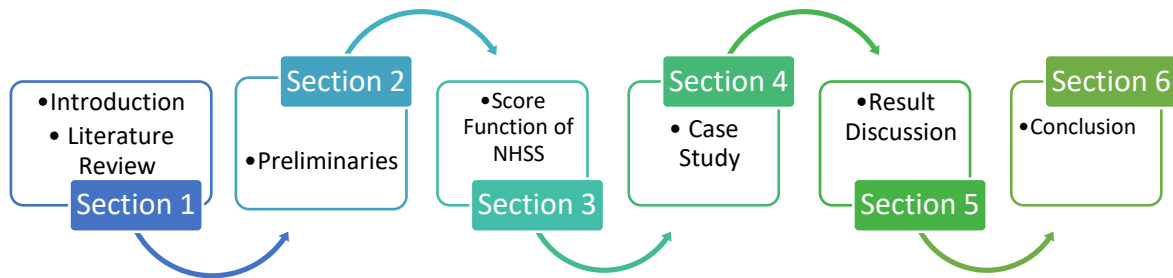 •Introduction
• Literature
Review
Section 1
Section 2
•Preliminaries
•Score
Function of
NHSS
Section 3
Section 4
• Case
Study
•Result
Discussion
Section 5
Section 6
•Conclusion